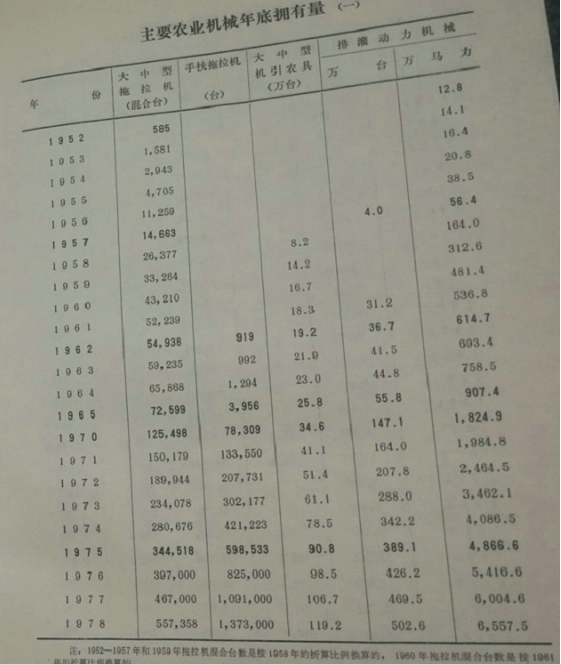 主要农业机械年底拥有量（一）
年 份 大中型拖拉机（混合台） 手扶拖拉机（台） 大中型机引农具（万台） 排灌动力机械 万台 万马力
1952 585 12.8
1953 1,581 14.1
1954 2,943 16.4
1955 4,705 20.8
1956 11,259 38.5
1957 14,663 4.0 56.4
1958 26,377 8.2 164.0
1959 33,264 14.2 312.6
1960 43,210 16.7 481.4
1961 52,239 18.3 31.2 536.8
1962 54,938 919 19.2 36.7 614.7
1963 59,235 992 21.9 41.5 693.4
1964 65,868 1,294 23.0 44.8 758.5
1965 72,599 3,956 25.8 55.8 907.4
1970 125,498 78,309 34.6 147.1 1,824.9
1971 150,179 133,550 41.1 164.0 1,984.8
1972 189,944 207,731 51.4 207.8 2,464.5
1973 234,078 302,177 61.1 288.0 3,462.1
1974 280,676 421,223 78.5 342.2 4,086.5
1975 344,518 598,533 90.8 389.1 4,866.6
1976 397,000 825,000 98.5 426.2 5,416.6
1977 467,000 1,091,000 106.7 469.5 6,004.6
1978 557,358 1,373,000 119.2 502.6 6,557.5
注：1952—1957年和1959年拖拉机混合台数是按1958年的折算比例换算的，1960年拖拉机混合台数是按1961
年的折算比例换算的